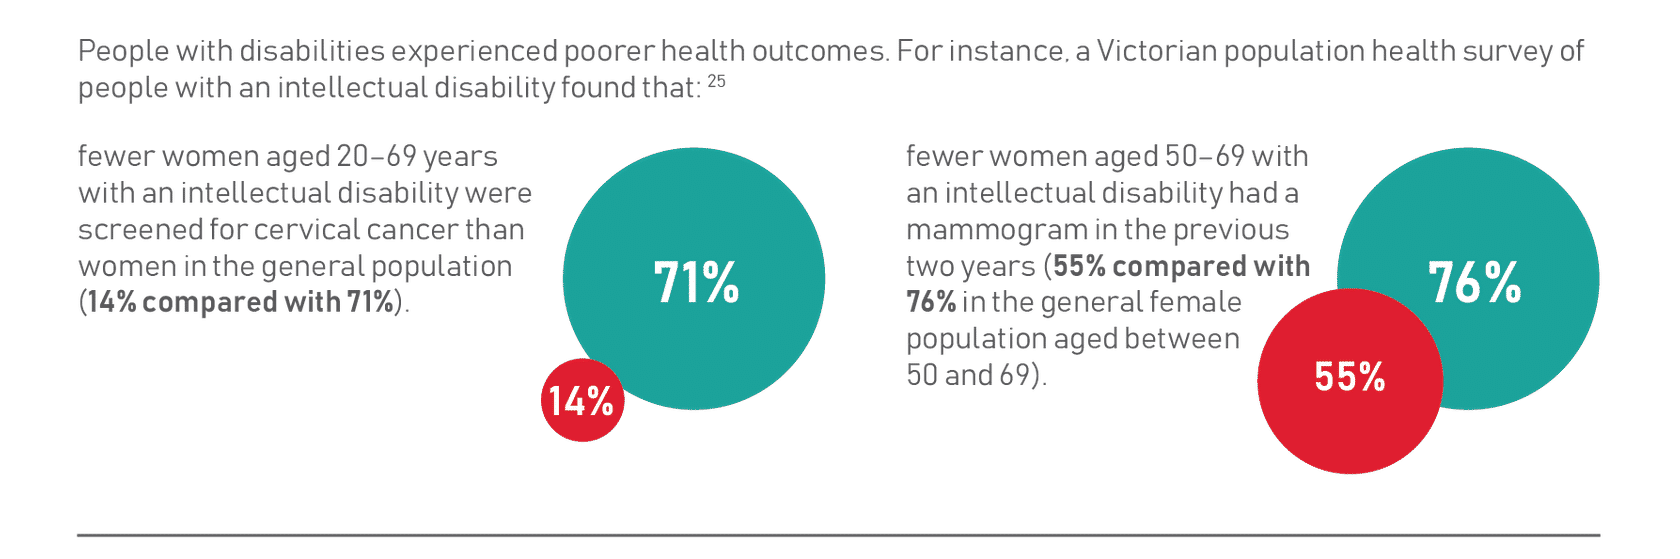 People with disabilities experienced poorer health outcomes. For instance, a Victorian population health survey of
people with an intellectual disability found that: 25
fewer women aged 20–69 years
with an intellectual disability were
screened for cervical cancer than
women in the general population
(14% compared with 71%).
71%
14%
fewer women aged 50–69 with
an intellectual disability had a
mammogram in the previous
two years (55% compared with
76% in the general female
population aged between
50 and 69).
76%
55%